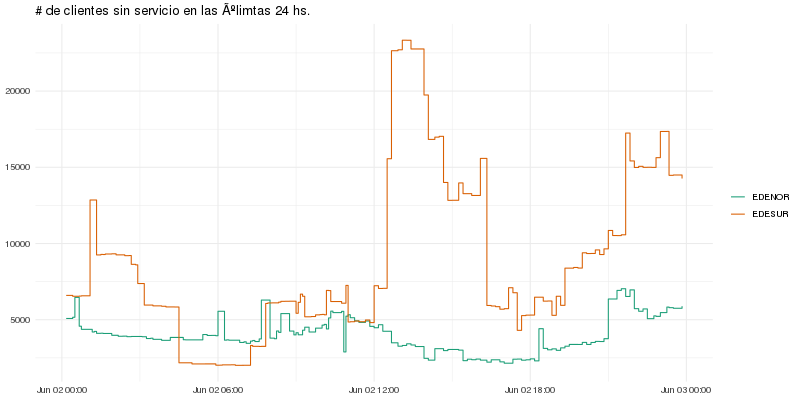 # de clientes sin servicio en las Ãºlimtas 24 hs.
20000
15000
10000
5000
Jun 02 00:00
Jun 02 06:00
Jun 02 12:00
Jun 02 18:00
Jun 03 00:00
EDENOR
EDESUR